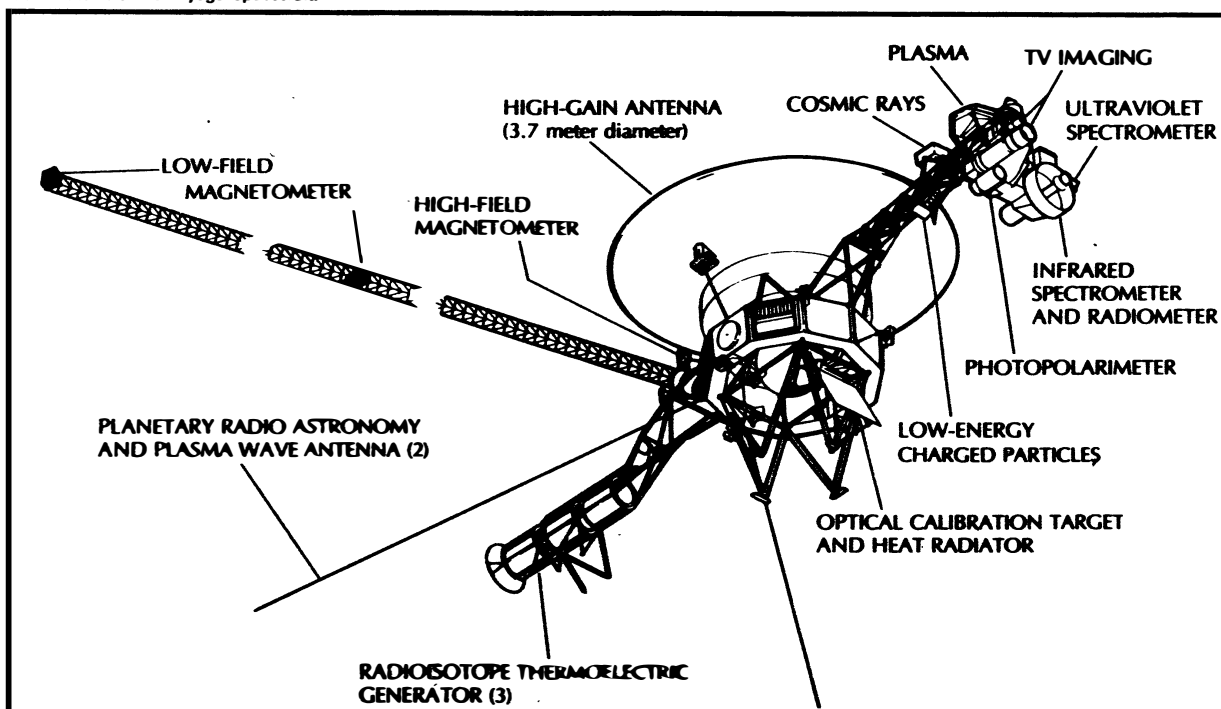 PLASMA
TV IMAGING
COSMIC RAYS
HIGH-GAIN ANTENNA
(3.7 meter diameter)
ULTRAVIOLET
SPECTROMETER
LOW-FIELD
MAGNETOMETER
HIGH-FIELD
MAGNETOMETER
INFRARED
SPECTROMETER
AND RADIOMETER
PHOTOPOLARIMETER
PLANETARY RADIO ASTRONOMY
AND PLASMA WAVE ANTENNA (2)
LOW-ENERGY
CHARGED PARTICLES
OPTICAL CALIBRATION TARGET
AND HEAT RADIATOR
RADIOISOTOPE THERMOELECTRIC
GENERATOR (3)